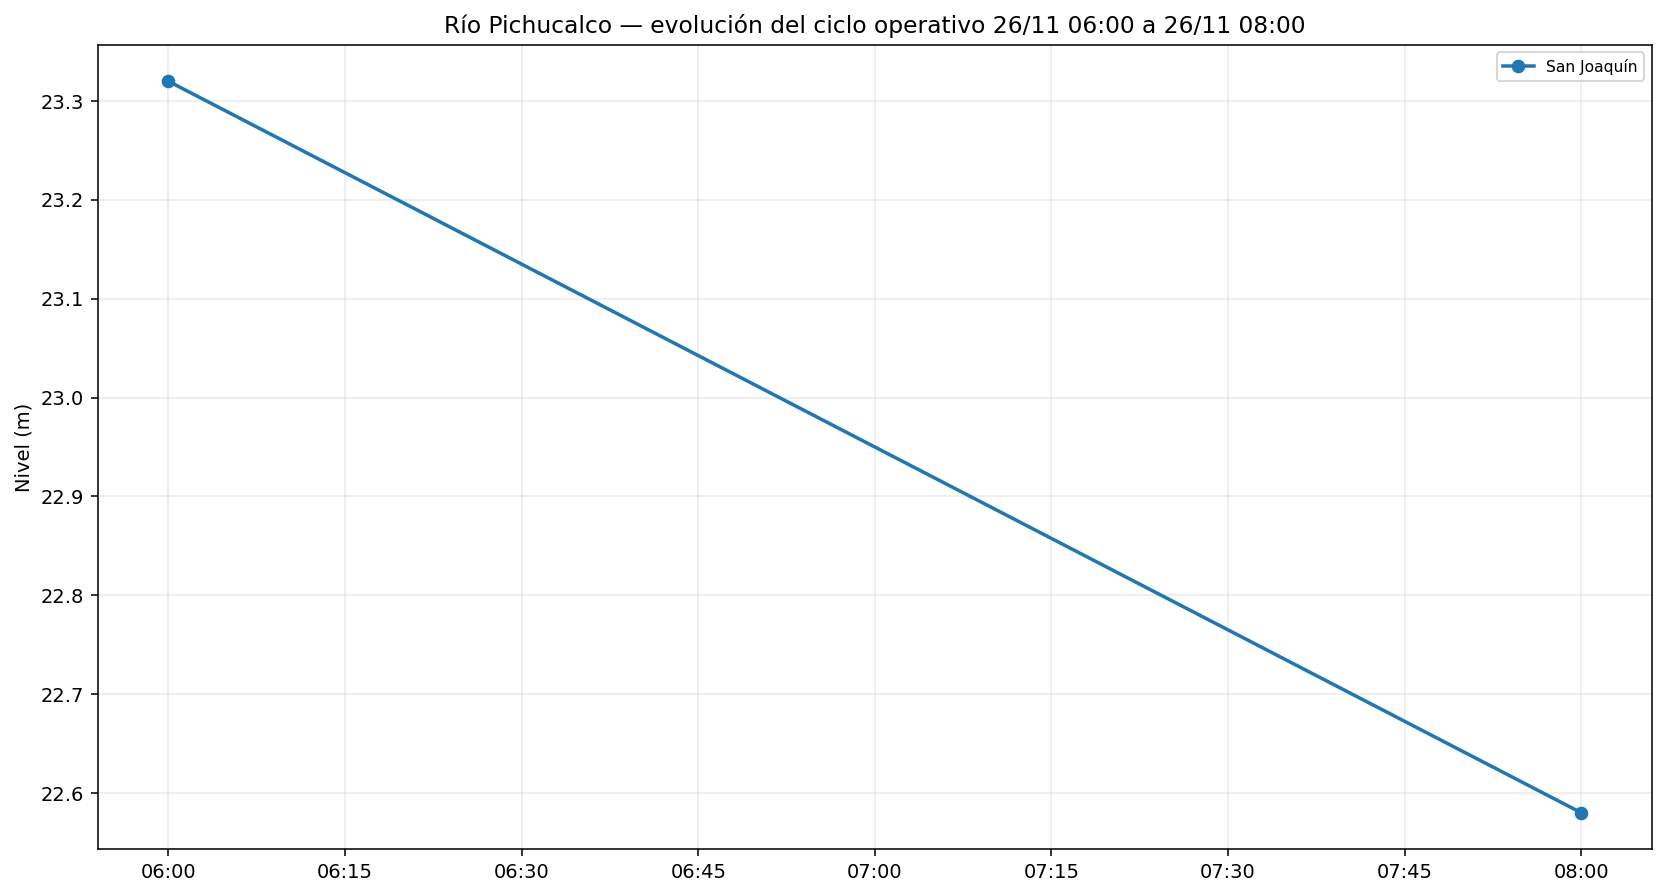 Río Pichucalco — evolución del ciclo operativo 26/11 06:00 a 26/11 08:00
San Joaquín
Nivel (m)
23.3
23.2
23.1
23.0
22.9
22.8
22.7
22.6
06:00 06:15 06:30 06:45 07:00 07:15 07:30 07:45 08:00